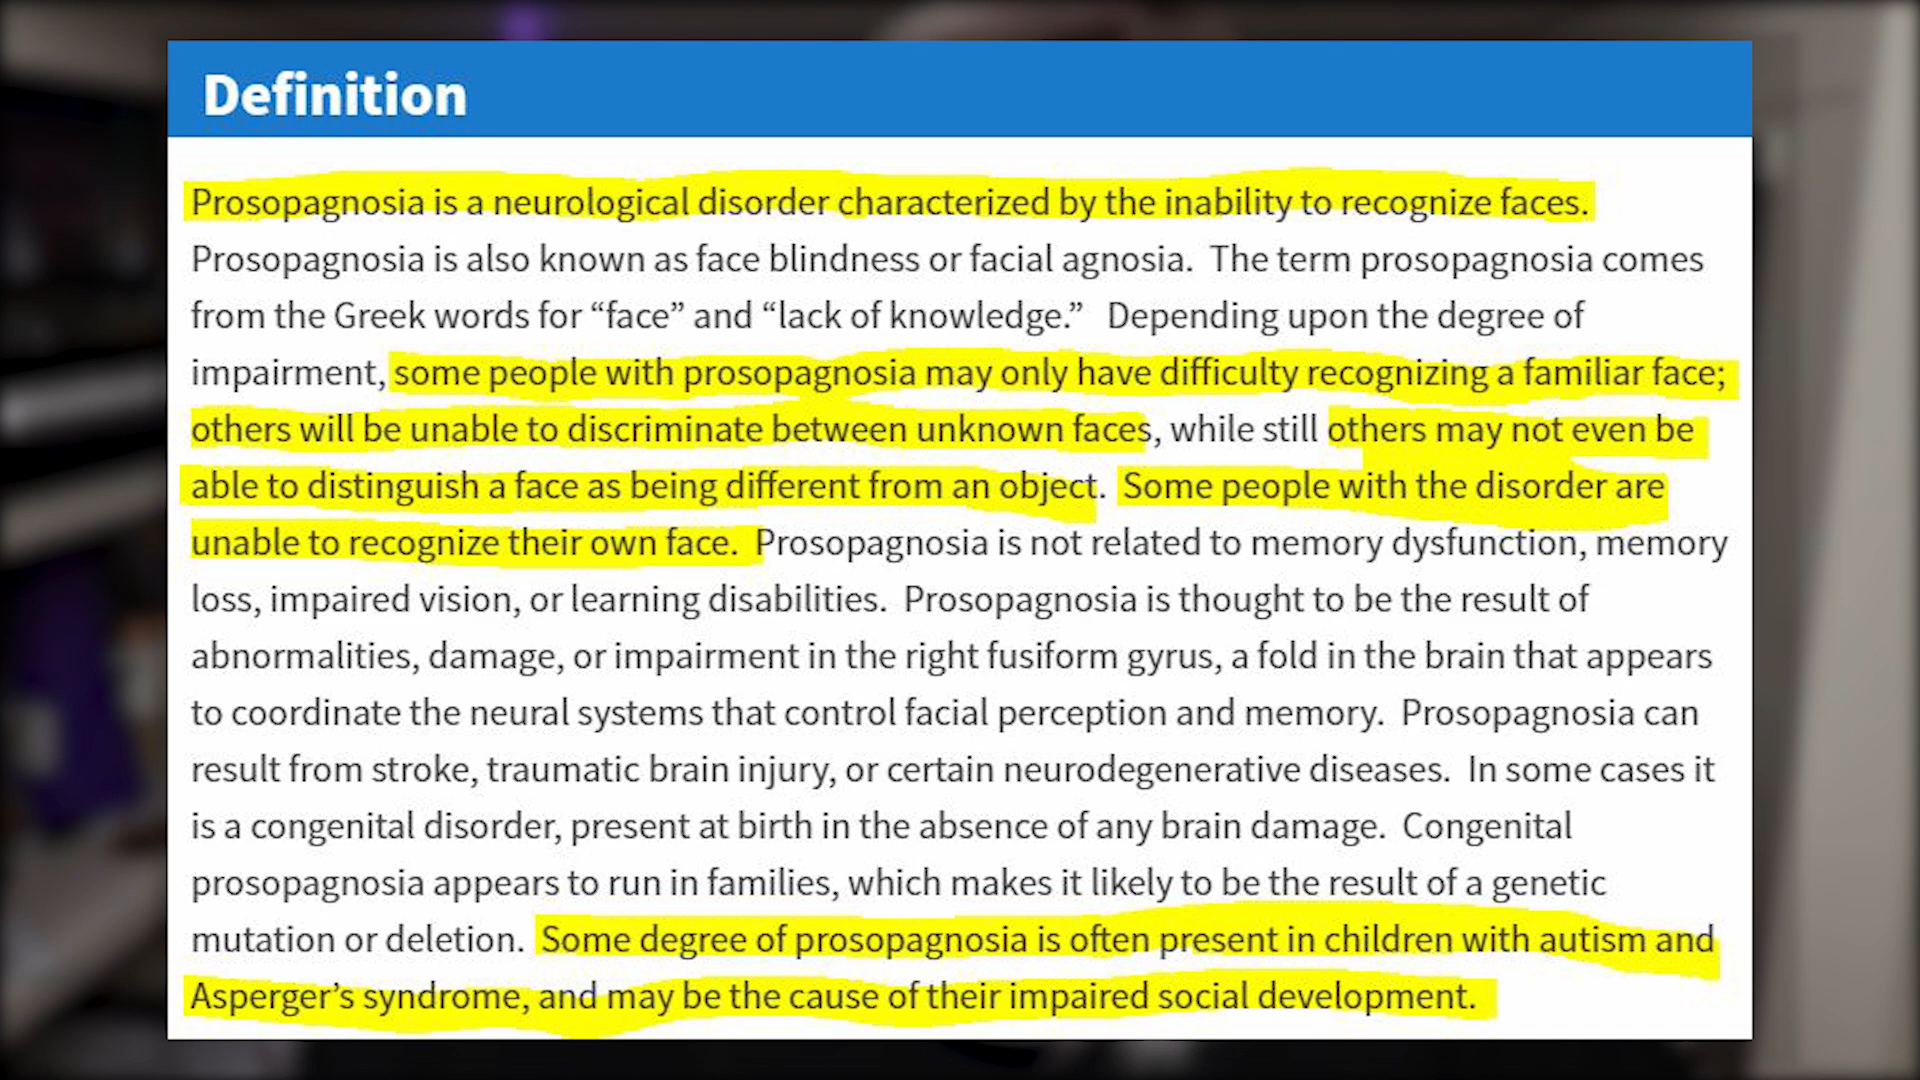 Definition
Prosopagnosia is a neurological disorder characterized by the inability to recognize faces.
Prosopagnosia is also known as face blindness or facial agnosia.  The term prosopagnosia comes
from the Greek words for “face” and “lack of knowledge.”   Depending upon the degree of
impairment, some people with prosopagnosia may only have difficulty recognizing a familiar face;
others will be unable to discriminate between unknown faces, while still others may not even be
able to distinguish a face as being different from an object.  Some people with the disorder are
unable to recognize their own face.  Prosopagnosia is not related to memory dysfunction, memory
loss, impaired vision, or learning disabilities.  Prosopagnosia is thought to be the result of
abnormalities, damage, or impairment in the right fusiform gyrus, a fold in the brain that appears
to coordinate the neural systems that control facial perception and memory.  Prosopagnosia can
result from stroke, traumatic brain injury, or certain neurodegenerative diseases.  In some cases it
is a congenital disorder, present at birth in the absence of any brain damage.  Congenital
prosopagnosia appears to run in families, which makes it likely to be the result of a genetic
mutation or deletion.  Some degree of prosopagnosia is often present in children with autism and
Asperger’s syndrome, and may be the cause of their impaired social development.